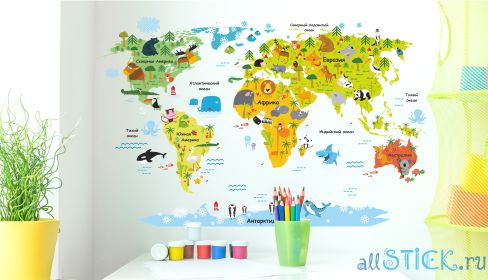 Северный ледовитый
океан
Северная Америка
Евразия
Атлантический
океан
Тихий
океан
Африка
Тихий
океан
Южная
Америка
Индийский океан
Австралия
Антарктида
allSTICK.ru